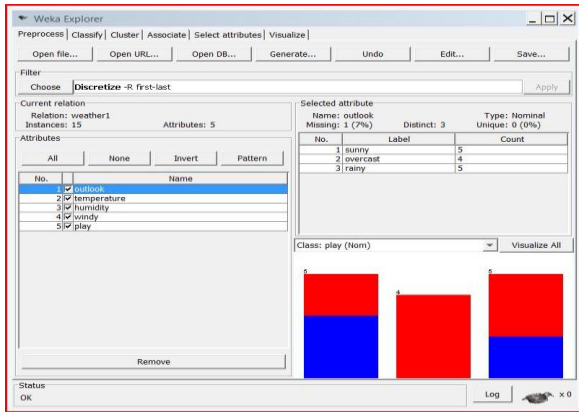 Weka Explorer
Preprocess Classify Cluster Associate Select attributes Visualize
Open file... Open URL... Open DB... Generate... Undo Edit... Save...
Filter
Choose Discretize -R first-last Apply
Current relation
Relation: weather1
Instances: 15 Attributes: 5
Attributes
All None Invert Pattern
No. Name
1 outlook
2 temperature
3 humidity
4 windy
5 play
Remove
Selected attribute
Name: outlook Type: Nominal
Missing: 1 (7%) Distinct: 3 Unique: 0 (0%)
No. Label Count
1 sunny 5
2 overcast 4
3 rainy 5
Class: play (Nom) Visualize All
5 4 5
Status
OK Log x 0